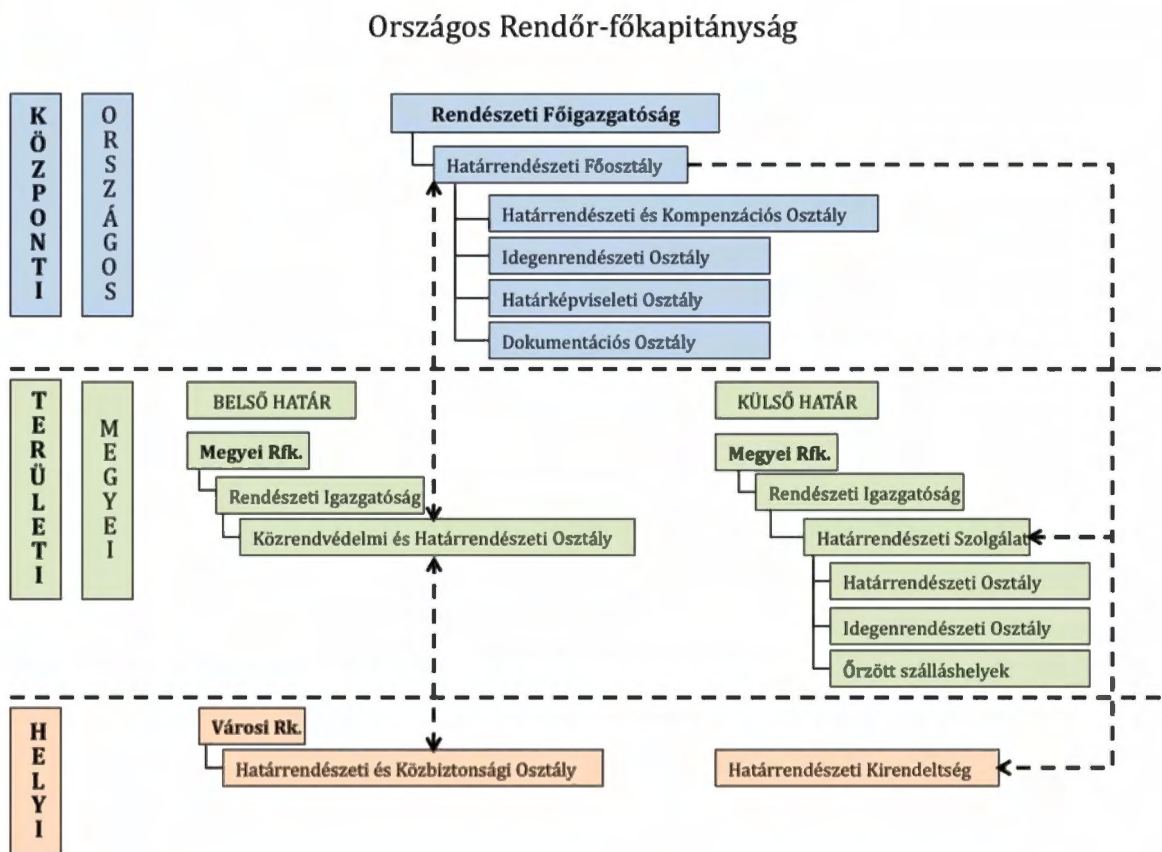 Országos Rendőr-főkapitányság
KÖZPONTI
ORSZÁGOS
Rendészeti Főigazgatóság
Határrendészeti Főosztály
Határrendészeti és Kompenzációs Osztály
Idegenrendészeti Osztály
Határképviseleti Osztály
Dokumentációs Osztály
TERÜLETI
MEGYEI
BELSŐ HATÁR
Megyei Rfk.
Rendészeti Igazgatóság
Közrendvédelmi és Határrendészeti Osztály
KÜLSŐ HATÁR
Megyei Rfk.
Rendészeti Igazgatóság
Határrendészeti Szolgálat
Határrendészeti Osztály
Idegenrendészeti Osztály
Őrzött szálláshelyek
HELYI
Városi Rk.
Határrendészeti és Közbiztonsági Osztály
Határrendészeti Kirendeltség